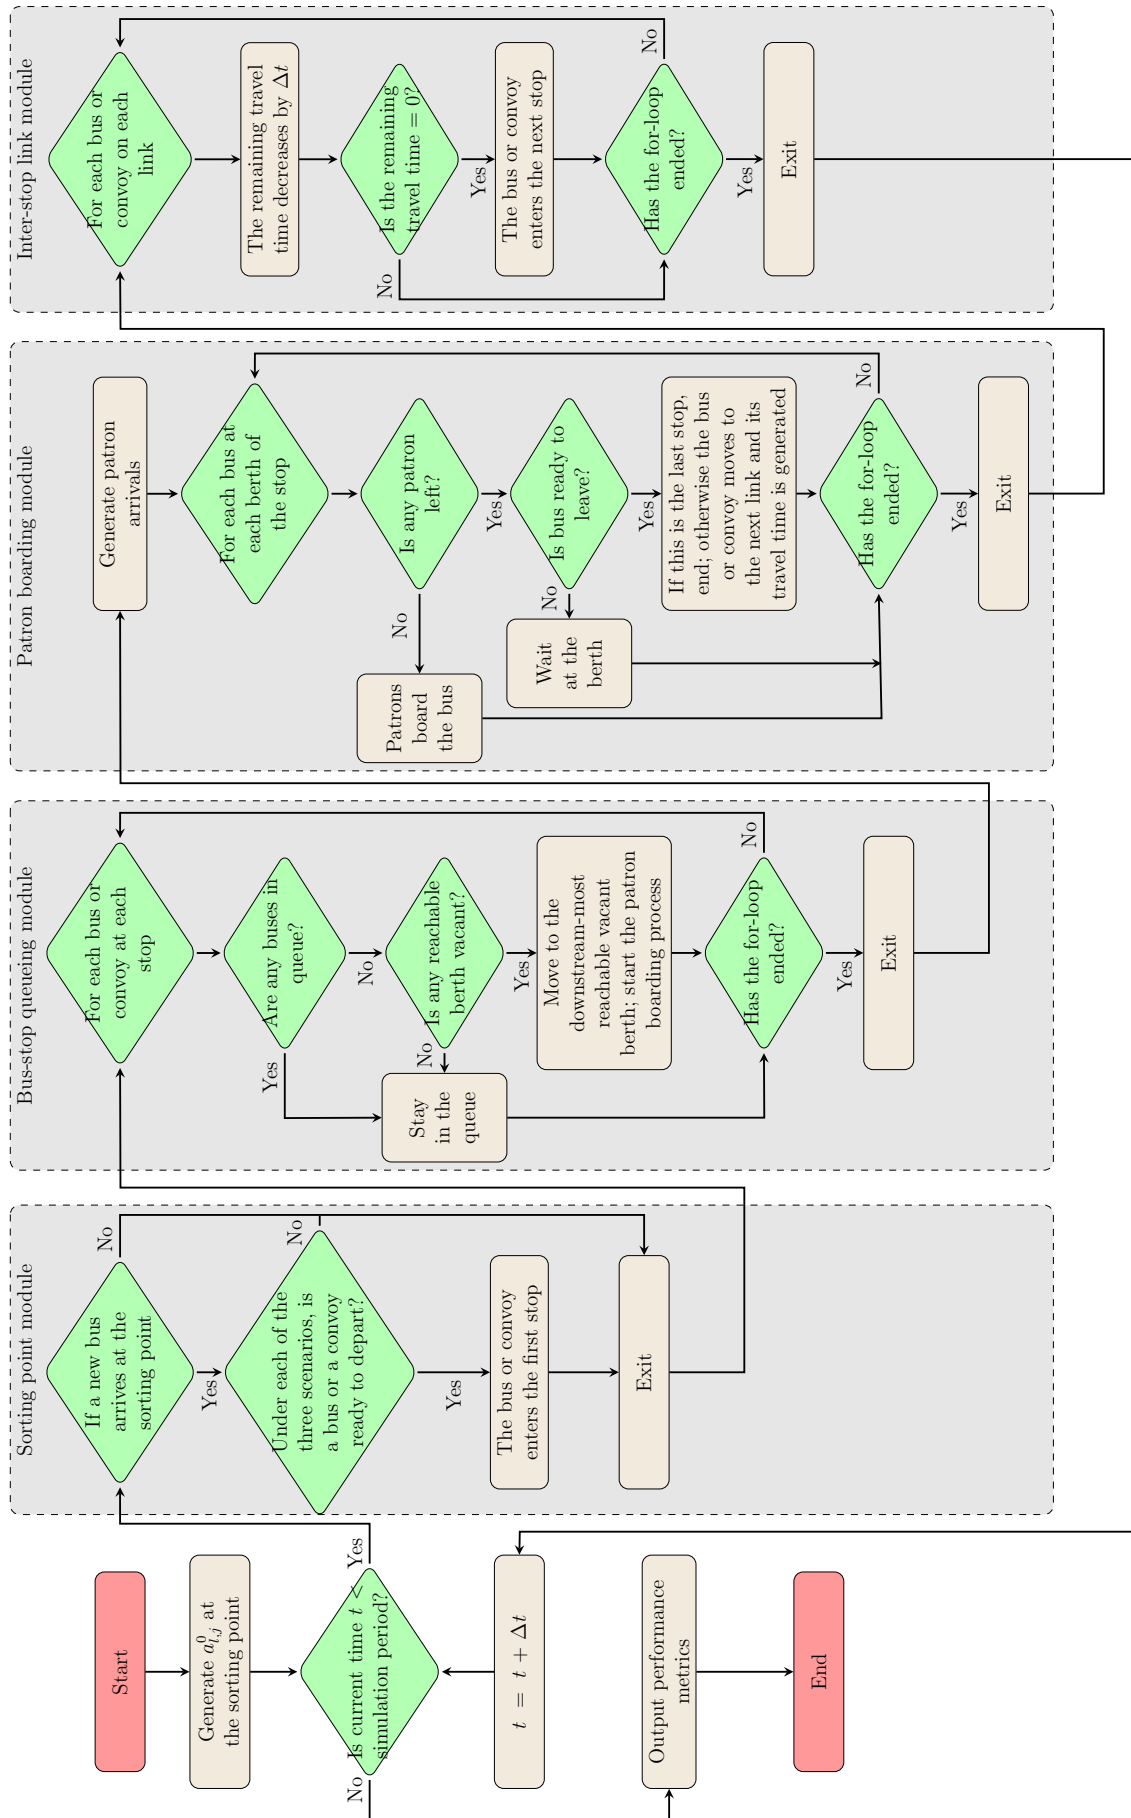 Start
Generate a⁰ᵢ,ⱼ at
the sorting point
Is current time t <
simulation period?
Yes
No
t = t + Δt
Output performance
metrics
End
Sorting point module
If a new bus
arrives at the
sorting point
No
Yes
Under each of the
three scenarios, is
a bus or a convoy
ready to depart?
No
Yes
The bus or convoy
enters the first stop
Exit
Bus-stop queueing module
For each bus or
convoy at each
stop
Are any buses in
queue?
Yes
No
Is any reachable
berth vacant?
No
Yes
Stay
in the
queue
Move to the
downstream-most
reachable vacant
berth; start the patron
boarding process
Has the for-loop
ended?
No
Yes
Exit
Patron boarding module
Generate patron
arrivals
For each bus at
each berth of
the stop
Is any patron
left?
No
Yes
Patrons
board
the bus
Is bus ready to
leave?
No
Yes
Wait
at the
berth
If this is the last stop,
end; otherwise the bus
or convoy moves to
the next link and its
travel time is generated
Has the for-loop
ended?
No
Yes
Exit
Inter-stop link module
For each bus or
convoy on each
link
The remaining travel
time decreases by Δt
Is the remaining
travel time = 0?
No
Yes
The bus or convoy
enters the next stop
Has the for-loop
ended?
No
Yes
Exit